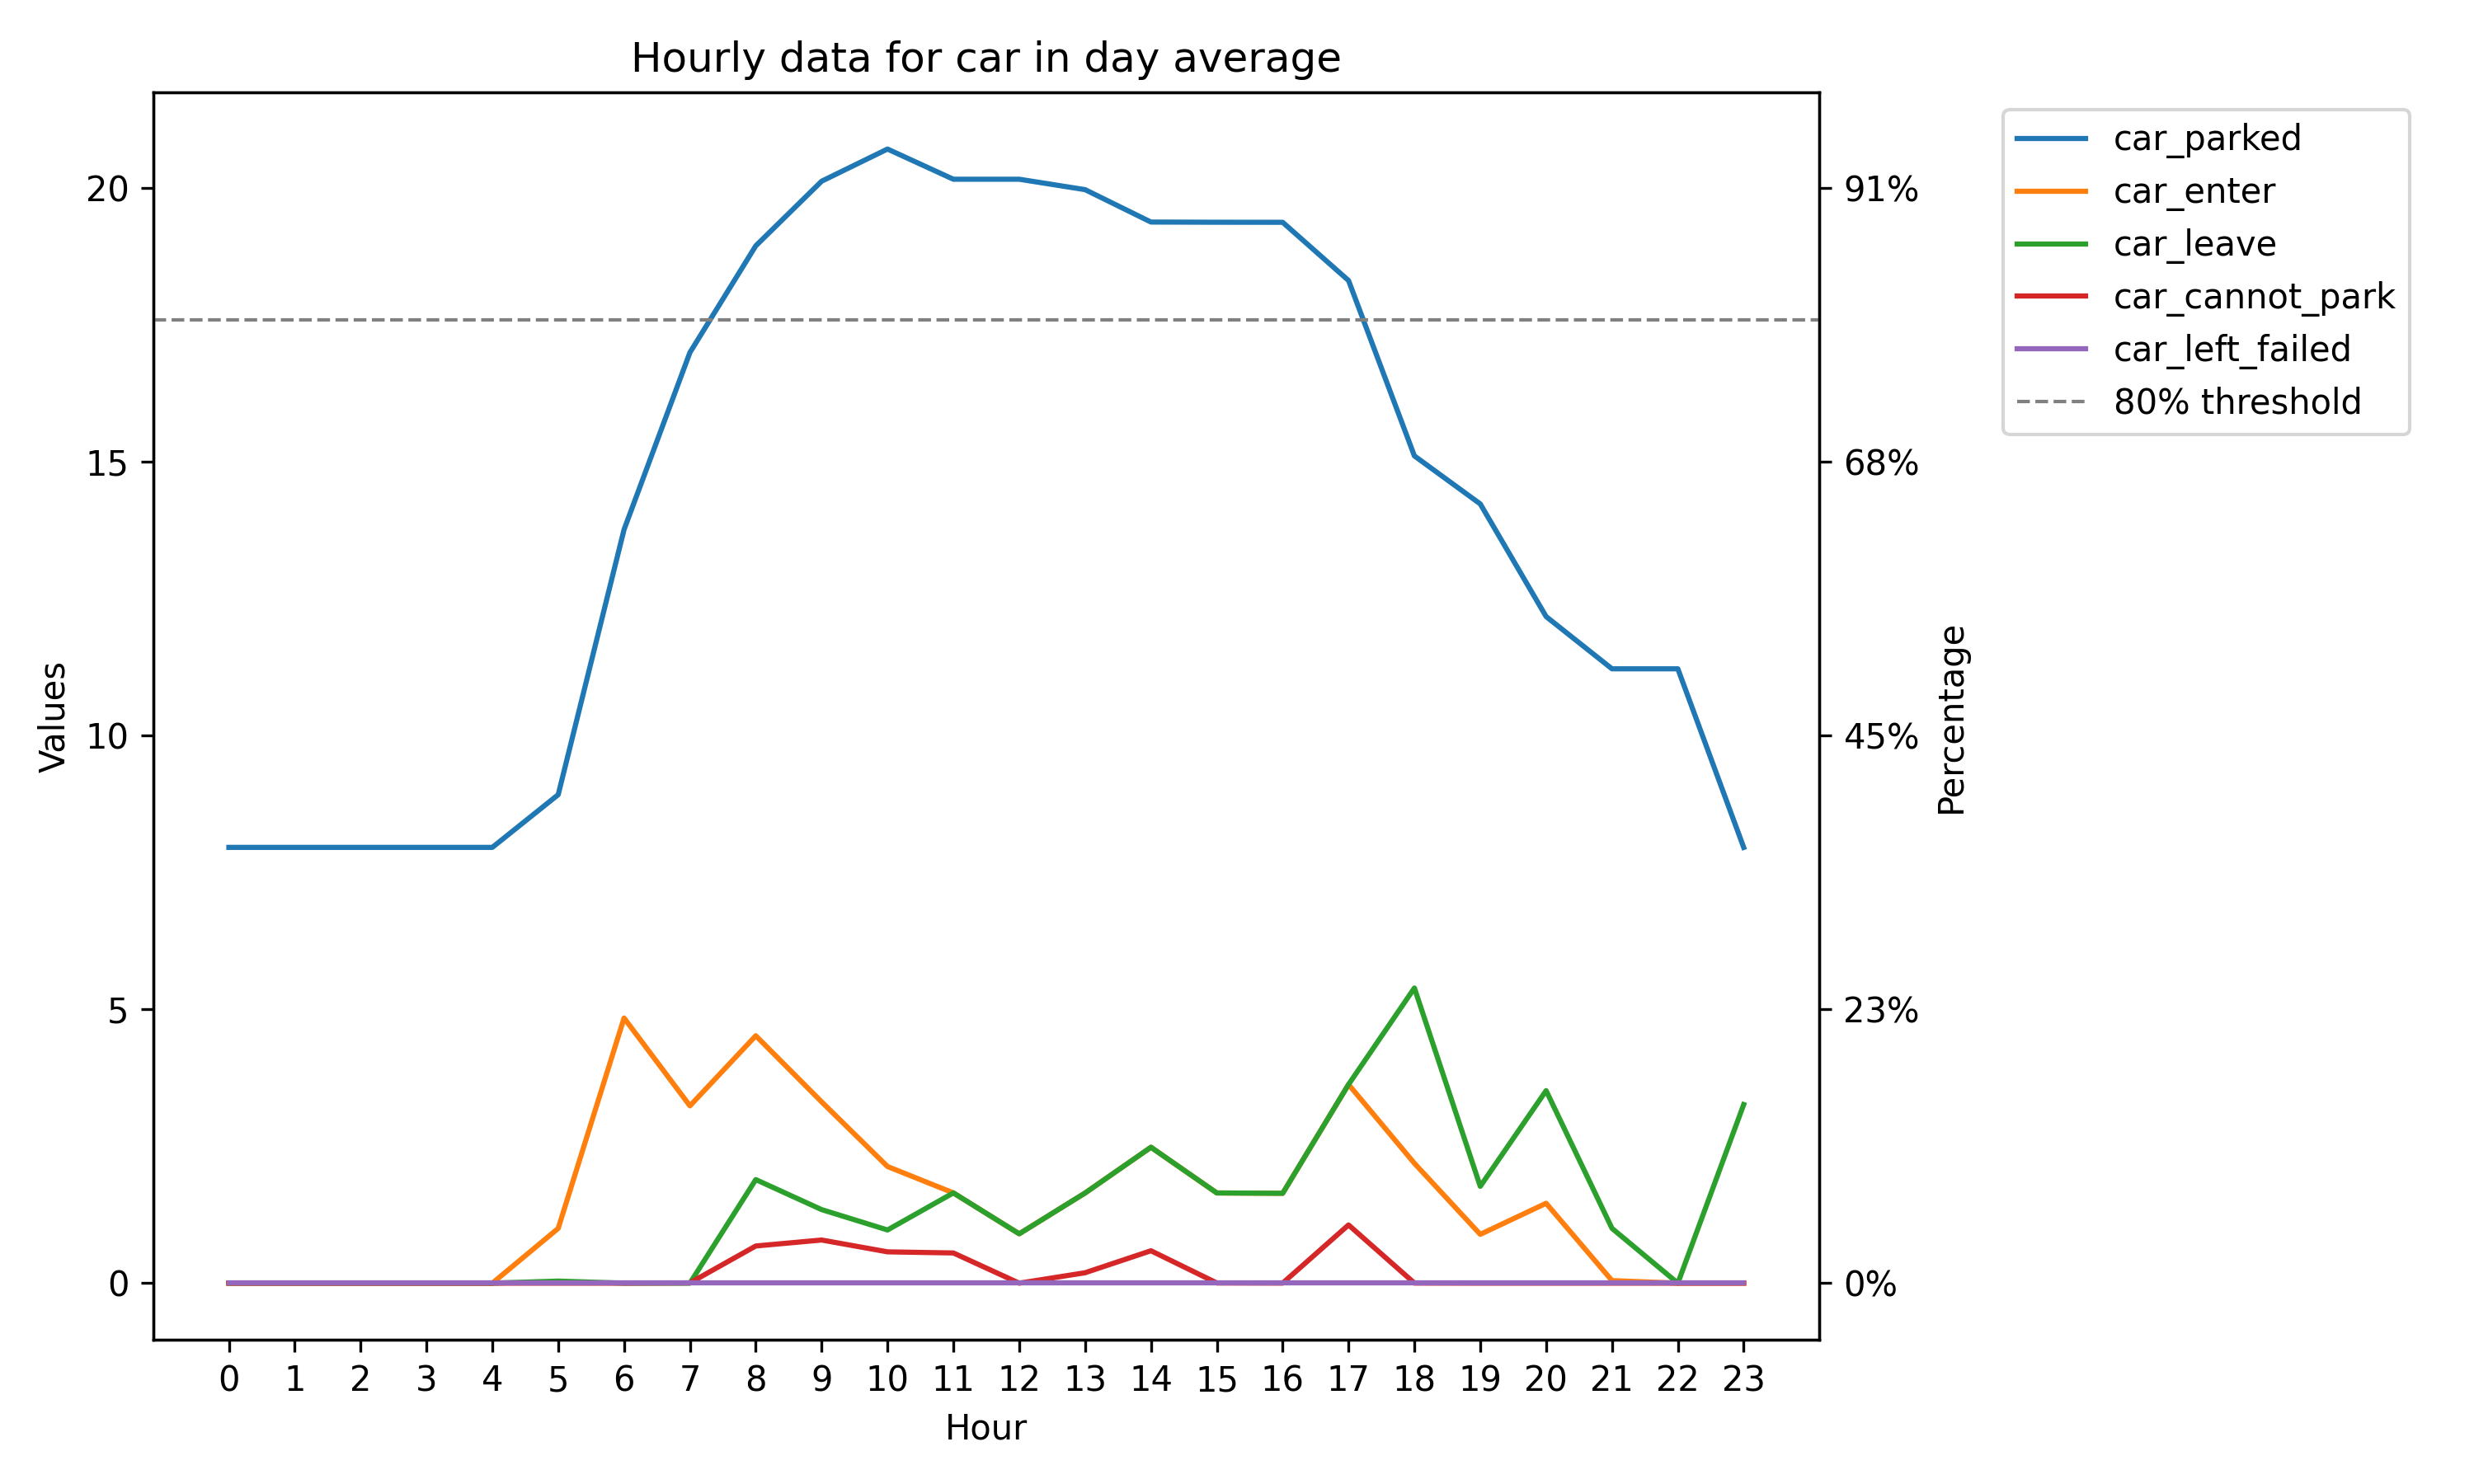 Hourly data for car in day average
20
15
10
5
0
Values
91%
68%
45%
23%
0%
Percentage
0 1 2 3 4 5 6 7 8 9 10 11 12 13 14 15 16 17 18 19 20 21 22 23
Hour
car_parked
car_enter
car_leave
car_cannot_park
car_left_failed
80% threshold